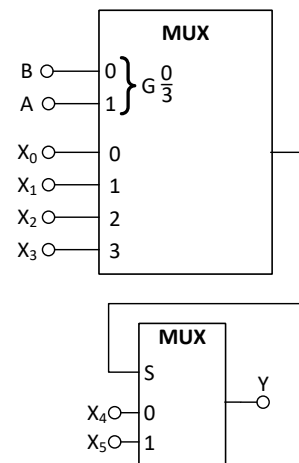 MUX
B 0
A 1
G 0/3
X₀ 0
X₁ 1
X₂ 2
X₃ 3
MUX
S
Y
X₄ 0
X₅ 1